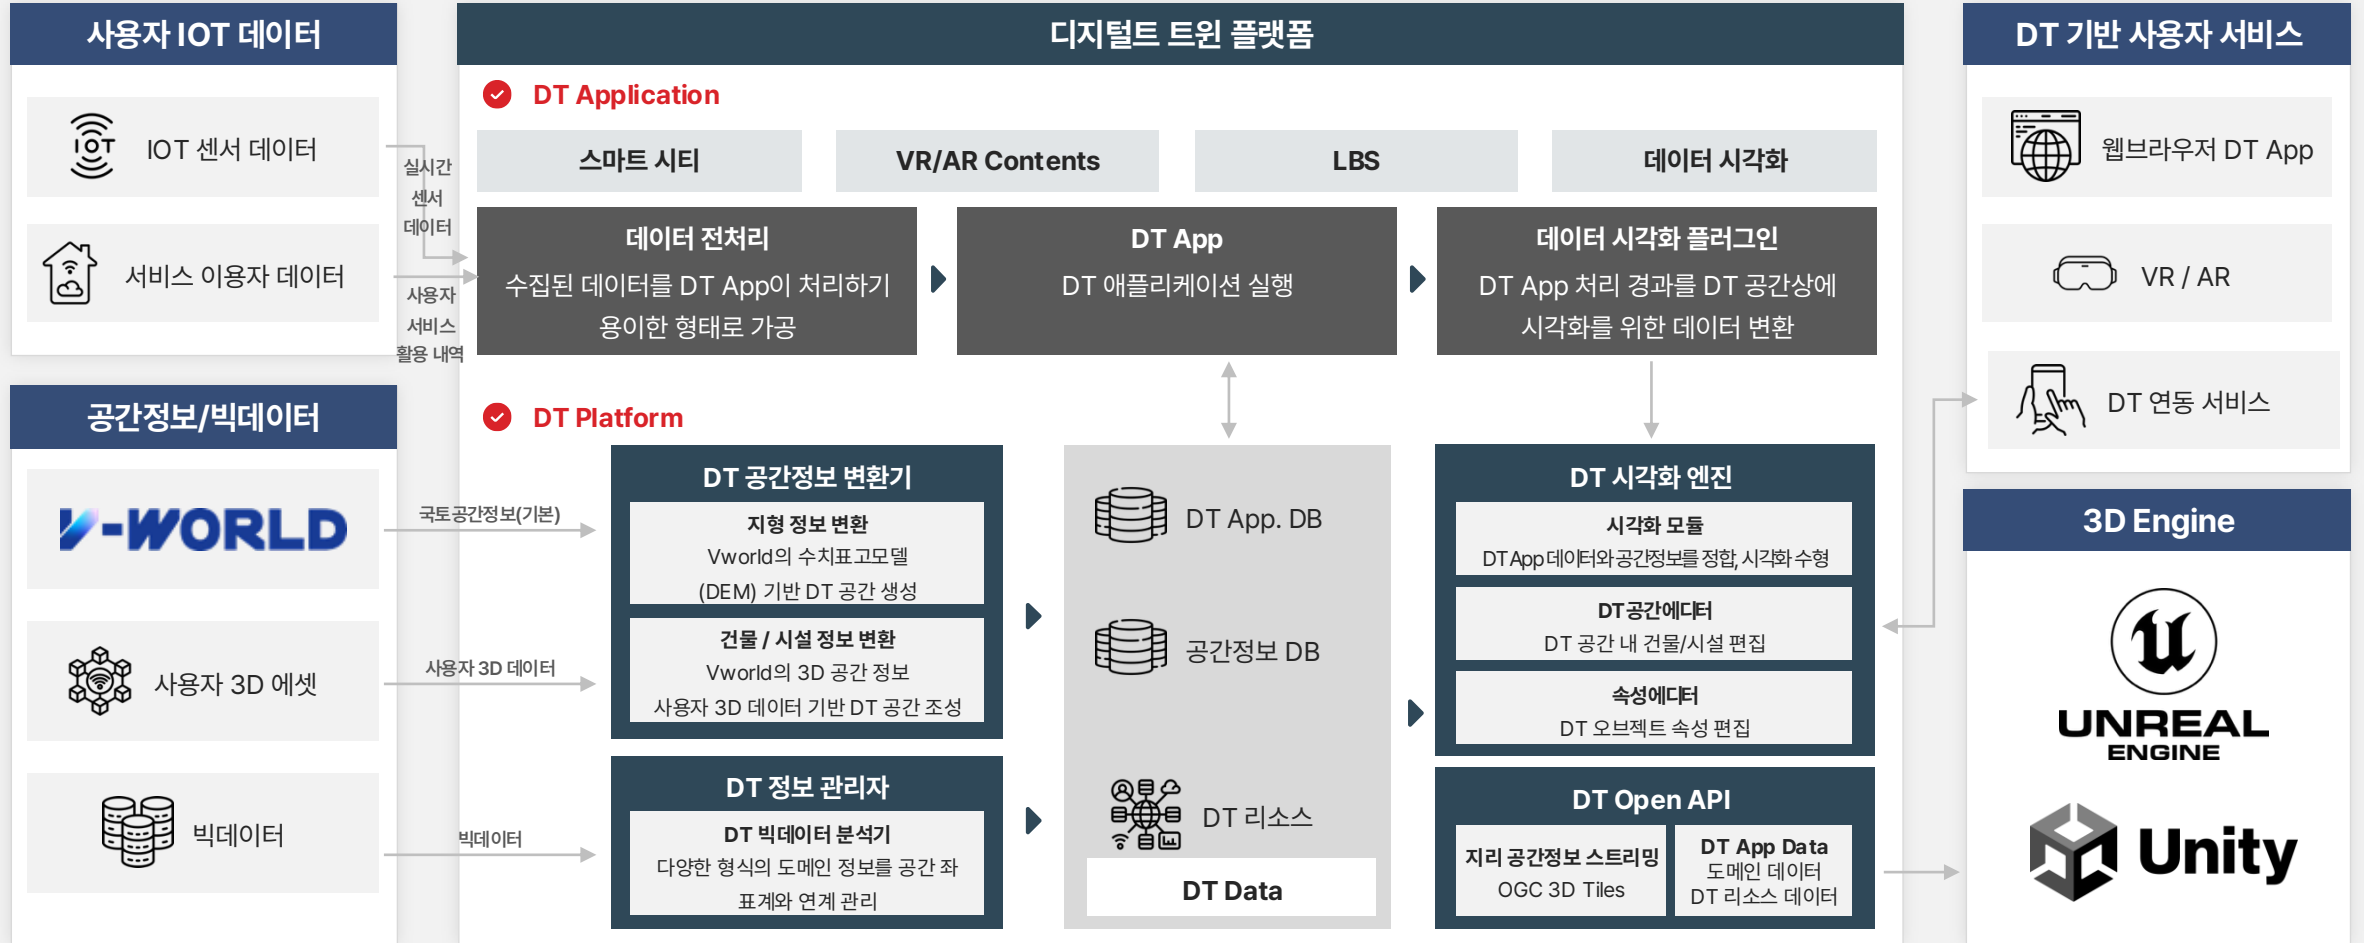 사용자 IOT 데이터
IOT
IOT 센서 데이터
서비스 이용자 데이터
실시간
센서
데이터
사용자
서비스
활용 내역
공간정보/빅데이터
V-WORLD
사용자 3D 에셋
빅데이터
국토공간정보(기본)
사용자 3D 데이터
빅데이터
디지털트 트윈 플랫폼
DT Application
스마트 시티
VR/AR Contents
LBS
데이터 시각화
데이터 전처리
수집된 데이터를 DT App이 처리하기
용이한 형태로 가공
DT App
DT 애플리케이션 실행
데이터 시각화 플러그인
DT App 처리 경과를 DT 공간상에
시각화를 위한 데이터 변환
DT Platform
DT 공간정보 변환기
지형 정보 변환
Vworld의 수치표고모델
(DEM) 기반 DT 공간 생성
건물 / 시설 정보 변환
Vworld의 3D 공간 정보
사용자 3D 데이터 기반 DT 공간 조성
DT 정보 관리자
DT 빅데이터 분석기
다양한 형식의 도메인 정보를 공간 좌
표계와 연계 관리
DT App. DB
공간정보 DB
DT 리소스
DT Data
DT 시각화 엔진
시각화 모듈
DT App 데이터와 공간정보를 정합, 시각화 수형
DT공간에디터
DT 공간 내 건물/시설 편집
속성에디터
DT 오브젝트 속성 편집
DT Open API
지리 공간정보 스트리밍
OGC 3D Tiles
DT App Data
도메인 데이터
DT 리소스 데이터
DT 기반 사용자 서비스
웹브라우저 DT App
VR / AR
DT 연동 서비스
3D Engine
UNREAL
ENGINE
Unity